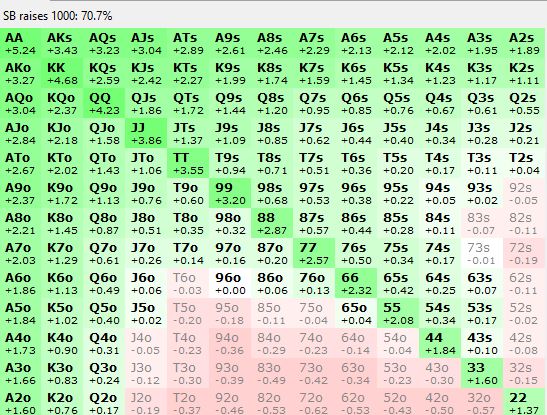 SB raises 1000: 70.7%
AA AKs AQs AJs ATs A9s A8s A7s A6s A5s A4s A3s A2s
+5.24 +3.43 +3.23 +3.04 +2.89 +2.61 +2.46 +2.29 +2.13 +2.12 +2.02 +1.95 +1.89
AKo KK KQs KJs KTs K9s K8s K7s K6s K5s K4s K3s K2s
+3.27 +4.68 +2.59 +2.42 +2.27 +1.99 +1.74 +1.59 +1.45 +1.34 +1.23 +1.17 +1.11
AQo KQo QQ QJs QTs Q9s Q8s Q7s Q6s Q5s Q4s Q3s Q2s
+3.04 +2.37 +4.23 +1.86 +1.72 +1.44 +1.20 +0.95 +0.85 +0.76 +0.67 +0.61 +0.55
AJo KJo QJo JJ JTs J9s J8s J7s J6s J5s J4s J3s J2s
+2.84 +2.18 +1.58 +3.86 +1.37 +1.09 +0.85 +0.62 +0.44 +0.40 +0.34 +0.28 +0.21
ATo KTo QTo JTo TT T9s T8s T7s T6s T5s T4s T3s T2s
+2.67 +2.02 +1.43 +1.06 +3.55 +0.94 +0.71 +0.51 +0.36 +0.20 +0.17 +0.11 +0.04
A9o K9o Q9o J9o T9o 99 98s 97s 96s 95s 94s 93s 92s
+2.37 +1.72 +1.13 +0.76 +0.60 +3.20 +0.68 +0.53 +0.38 +0.22 +0.05 +0.02 -0.05
A8o K8o Q8o J8o T8o 98o 88 87s 86s 85s 84s 83s 82s
+2.21 +1.45 +0.87 +0.51 +0.35 +0.32 +2.87 +0.57 +0.44 +0.28 +0.11 -0.07 -0.11
A7o K7o Q7o J7o T7o 97o 87o 77 76s 75s 74s 73s 72s
+2.03 +1.29 +0.61 +0.26 +0.14 +0.16 +0.20 +2.57 +0.50 +0.34 +0.17 -0.01 -0.19
A6o K6o Q6o J6o T6o 96o 86o 76o 66 65s 64s 63s 62s
+1.86 +1.13 +0.49 +0.06 -0.03 -0.00 +0.06 +0.13 +2.32 +0.42 +0.25 +0.07 -0.11
A5o K5o Q5o J5o T5o 95o 85o 75o 65o 55 54s 53s 52s
+1.84 +1.02 +0.40 +0.02 -0.20 -0.18 -0.11 -0.04 +0.04 +2.08 +0.34 +0.17 -0.02
A4o K4o Q4o J4o T4o 94o 84o 74o 64o 54o 44 43s 42s
+1.73 +0.90 +0.31 -0.05 -0.23 -0.36 -0.29 -0.23 -0.14 -0.04 +1.84 +0.10 -0.08
A3o K3o Q3o J3o T3o 93o 83o 73o 63o 53o 43o 33 32s
+1.66 +0.83 +0.24 -0.12 -0.30 -0.39 -0.49 -0.42 -0.34 -0.23 -0.30 +1.60 -0.15
A2o K2o Q2o J2o T2o 92o 82o 72o 62o 52o 42o 32o 22
+1.60 +0.76 +0.17 -0.19 -0.37 -0.46 -0.53 -0.62 -0.53 -0.43 -0.50 -0.57 +1.37